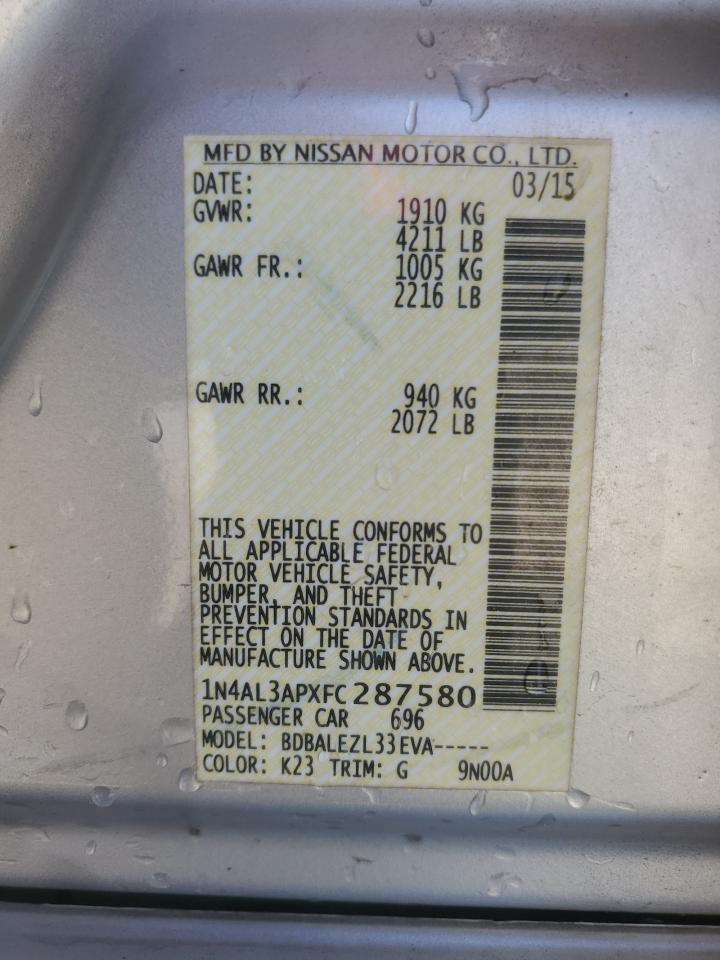 MFD BY NISSAN MOTOR CO., LTD.
DATE: 03/15
GVWR: 1910 KG
4211 LB
GAWR FR.: 1005 KG
2216 LB
GAWR RR.: 940 KG
2072 LB
THIS VEHICLE CONFORMS TO
ALL APPLICABLE FEDERAL
MOTOR VEHICLE SAFETY,
BUMPER, AND THEFT
PREVENTION STANDARDS IN
EFFECT ON THE DATE OF
MANUFACTURE SHOWN ABOVE.
1N4AL3APXFC287580
PASSENGER CAR 696
MODEL: BDBALEZL33EVA-----
COLOR: K23 TRIM: G 9N00A